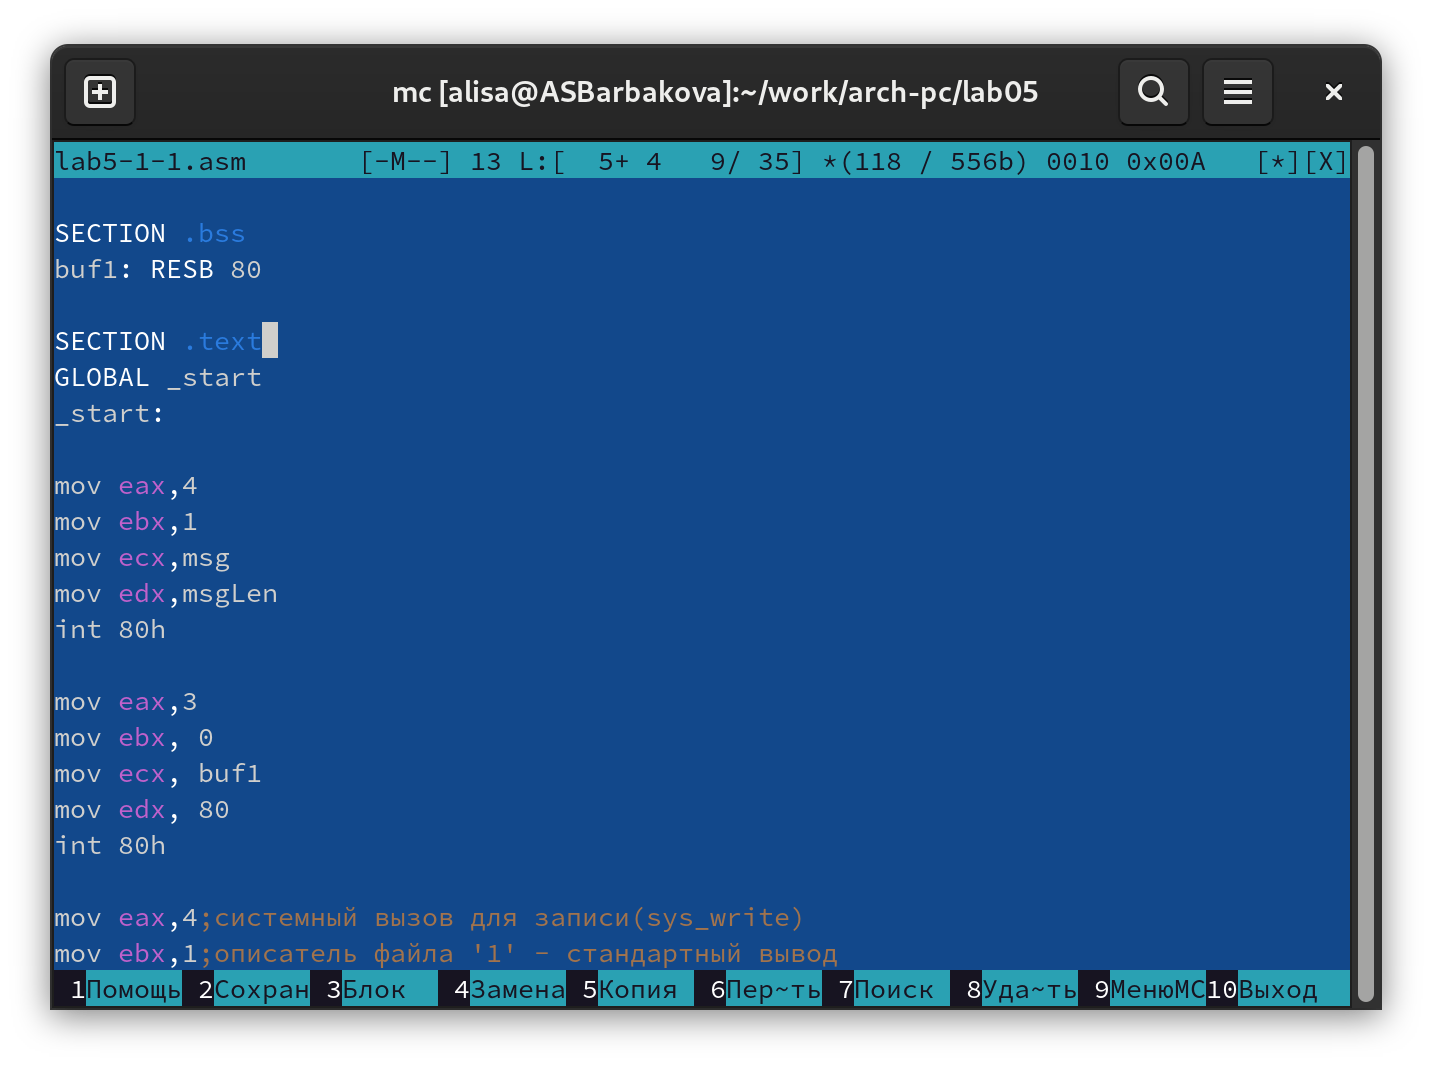 mc [alisa@ASBarbakova]:~/work/arch-pc/lab05
lab5-1-1.asm [-M--] 13 L:[ 5+ 4 9/ 35] *(118 / 556b) 0010 0x00A [*][X]
SECTION .bss
buf1: RESB 80
SECTION .text
GLOBAL _start
_start:
mov eax,4
mov ebx,1
mov ecx,msg
mov edx,msgLen
int 80h
mov eax,3
mov ebx, 0
mov ecx, buf1
mov edx, 80
int 80h
mov eax,4;системный вызов для записи(sys_write)
mov ebx,1;описатель файла '1' - стандартный вывод
1Помощь 2Сохран 3Блок 4Замена 5Копия 6Пер~ть 7Поиск 8Уда~ть 9МенюMC 10Выход